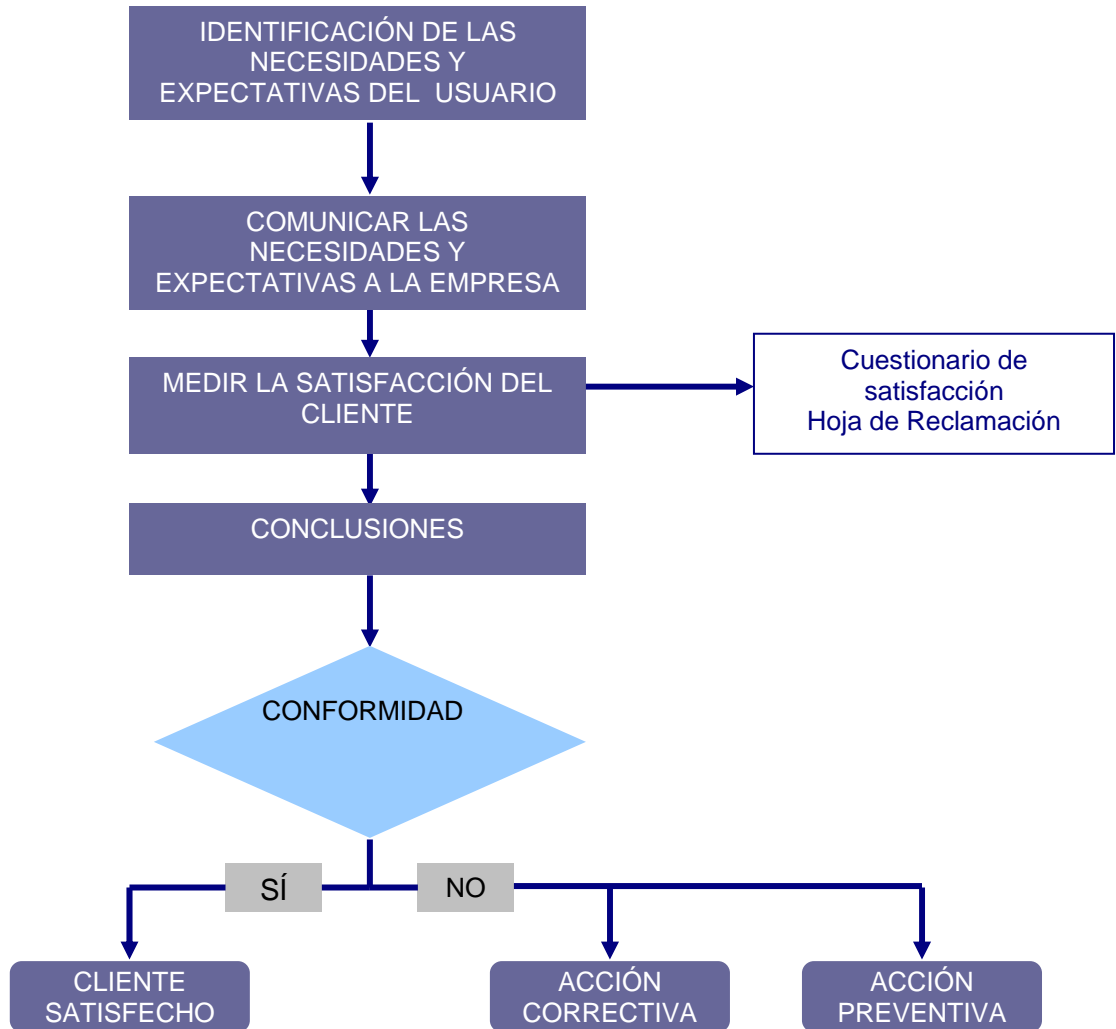 IDENTIFICACIÓN DE LAS
NECESIDADES Y
EXPECTATIVAS DEL USUARIO
COMUNICAR LAS
NECESIDADES Y
EXPECTATIVAS A LA EMPRESA
MEDIR LA SATISFACCIÓN DEL
CLIENTE
Cuestionario de
satisfacción
Hoja de Reclamación
CONCLUSIONES
CONFORMIDAD
SÍ
NO
CLIENTE
SATISFECHO
ACCIÓN
CORRECTIVA
ACCIÓN
PREVENTIVA